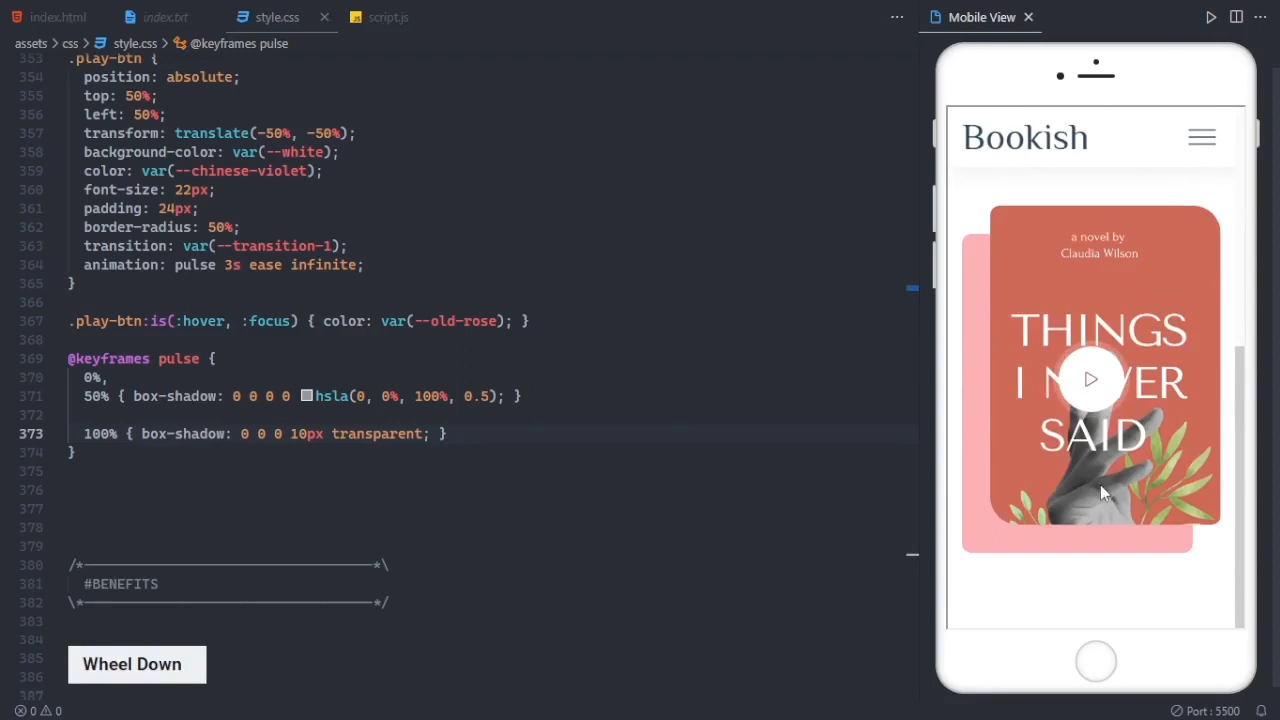 index.html
index.txt
style.css
script.js
Mobile View
assets > css > style.css > @keyframes pulse
353 .play-btn {
354 position: absolute;
355 top: 50%;
356 left: 50%;
357 transform: translate(-50%, -50%);
358 background-color: var(--white);
359 color: var(--chinese-violet);
360 font-size: 22px;
361 padding: 24px;
362 border-radius: 50%;
363 transition: var(--transition-1);
364 animation: pulse 3s ease infinite;
365 }
366
367 .play-btn:is(:hover, :focus) { color: var(--old-rose); }
368
369 @keyframes pulse {
370 0%,
371 50% { box-shadow: 0 0 0 0 hsla(0, 0%, 100%, 0.5); }
372
373 100% { box-shadow: 0 0 0 10px transparent; }
374 }
375
376
377
378
379
380 /*-----------------------------------*\
381 #BENEFITS
382 \*-----------------------------------*/
383
384
385
386
387
Wheel Down
Bookish
a novel by
Claudia Wilson
THINGS
I N VER
SAID
0 0
Port : 5500